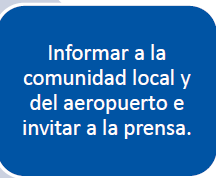 Informar a la
comunidad local y
del aeropuerto e
invitar a la prensa.